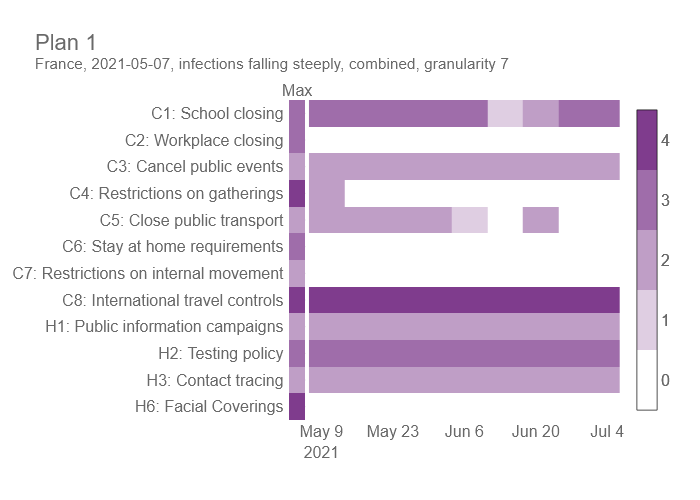 Plan 1
France, 2021-05-07, infections falling steeply, combined, granularity 7
Max
C1: School closing
C2: Workplace closing
C3: Cancel public events
C4: Restrictions on gatherings
C5: Close public transport
C6: Stay at home requirements
C7: Restrictions on internal movement
C8: International travel controls
H1: Public information campaigns
H2: Testing policy
H3: Contact tracing
H6: Facial Coverings
4
3
2
1
0
May 9 May 23 Jun 6 Jun 20 Jul 4
2021